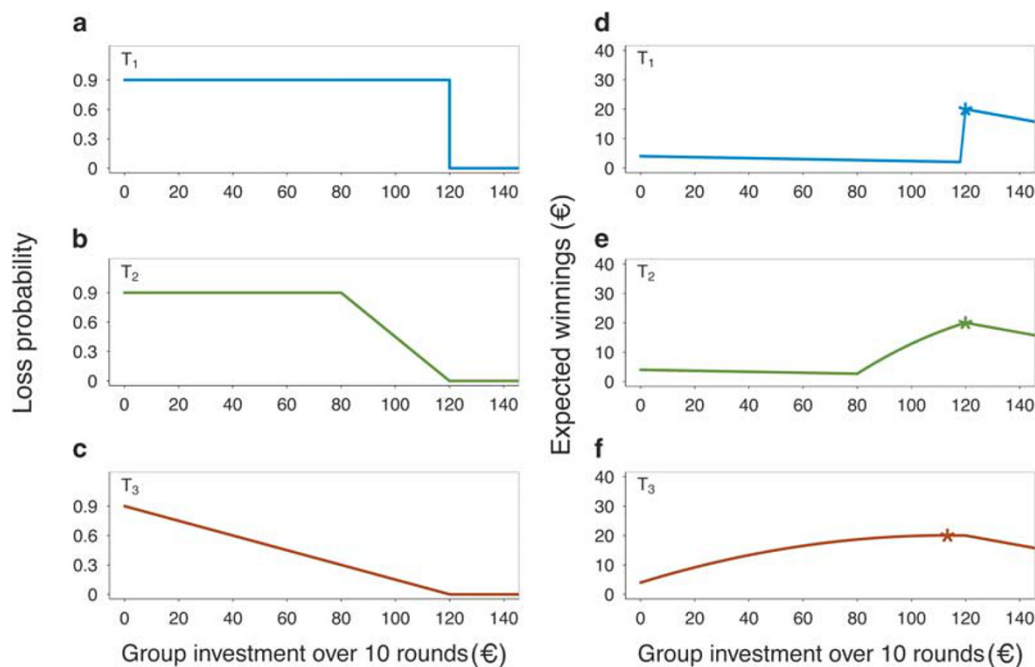 a
T₁
0.9
0.6
0.3
0
0 20 40 60 80 100 120 140
b
T₂
0.9
0.6
0.3
0
0 20 40 60 80 100 120 140
c
T₃
0.9
0.6
0.3
0
0 20 40 60 80 100 120 140
Loss probability
Group investment over 10 rounds (€)
d
T₁
40
30
20
10
0
0 20 40 60 80 100 120 140
e
T₂
40
30
20
10
0
0 20 40 60 80 100 120 140
f
T₃
40
30
20
10
0
0 20 40 60 80 100 120 140
Expected winnings (€)
Group investment over 10 rounds (€)